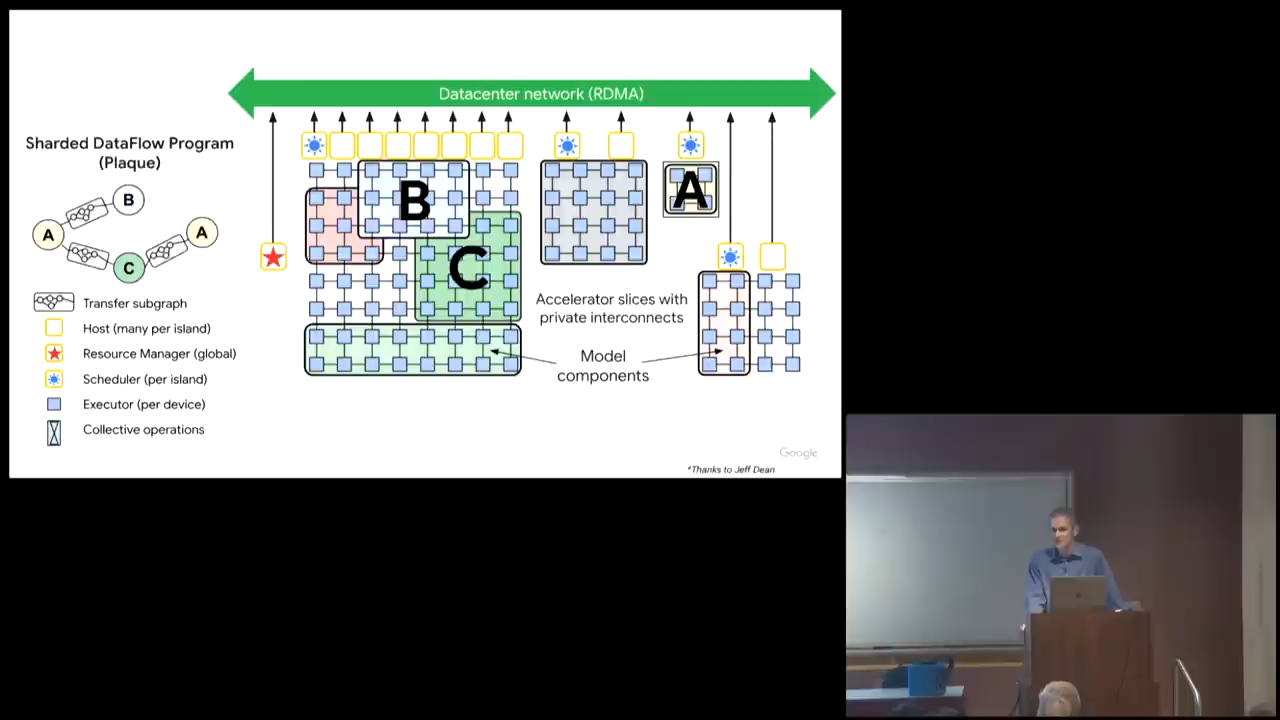 Datacenter network (RDMA)
Sharded DataFlow Program
(Plaque)
B
A
A
C
Transfer subgraph
Host (many per island)
Resource Manager (global)
Scheduler (per island)
Executor (per device)
Collective operations
B
C
A
Accelerator slices with
private interconnects
Model
components
Google
*Thanks to Jeff Dean